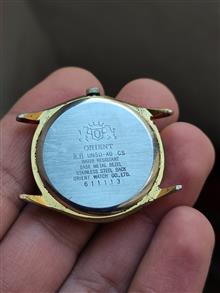 ORIENT
WATER RESISTANT
BASE METAL BEZEL
STAINLESS STEEL BACK
ORIENT WATCH CO.,LTD.
611113